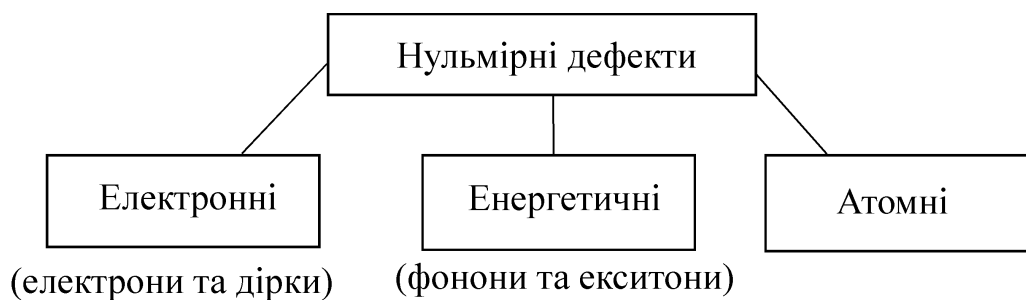 Нульмірні дефекти
Електронні
Енергетичні
Атомні
(електрони та дірки)
(фонони та екситони)